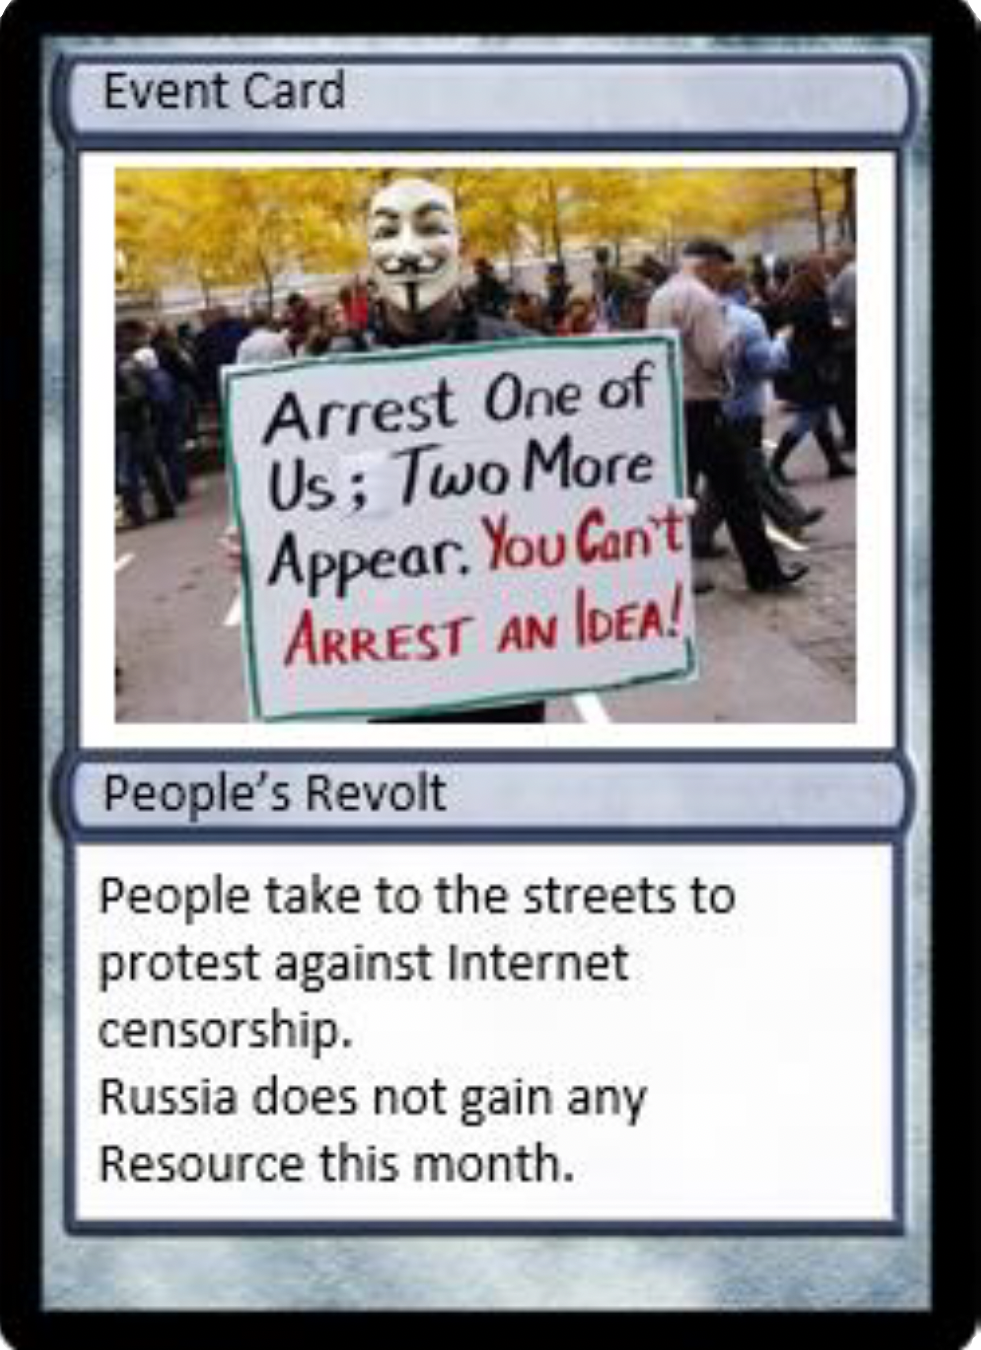 Event Card
Arrest One of
Us; Two More
Appear. You Can't
ARREST AN IDEA!
People's Revolt
People take to the streets to
protest against Internet
censorship.
Russia does not gain any
Resource this month.